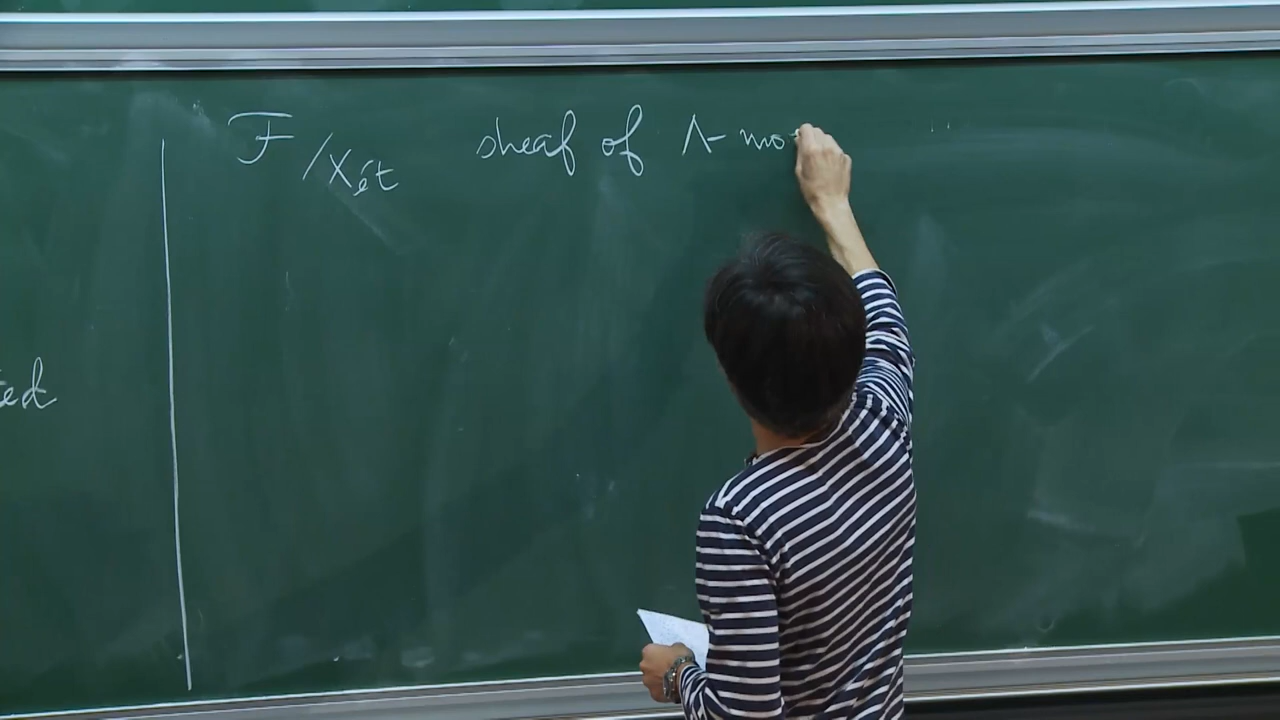 F /Xét sheaf of Λ- mo
ted